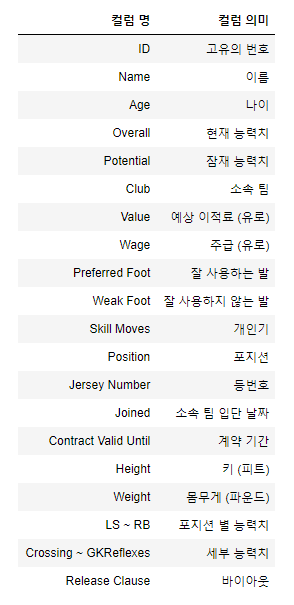 컬럼 명 컬럼 의미
ID 고유의 번호
Name 이름
Age 나이
Overall 현재 능력치
Potential 잠재 능력치
Club 소속 팀
Value 예상 이적료 (유로)
Wage 주급 (유로)
Preferred Foot 잘 사용하는 발
Weak Foot 잘 사용하지 않는 발
Skill Moves 개인기
Position 포지션
Jersey Number 등번호
Joined 소속 팀 입단 날짜
Contract Valid Until 계약 기간
Height 키 (피트)
Weight 몸무게 (파운드)
LS ~ RB 포지션 별 능력치
Crossing ~ GKReflexes 세부 능력치
Release Clause 바이아웃